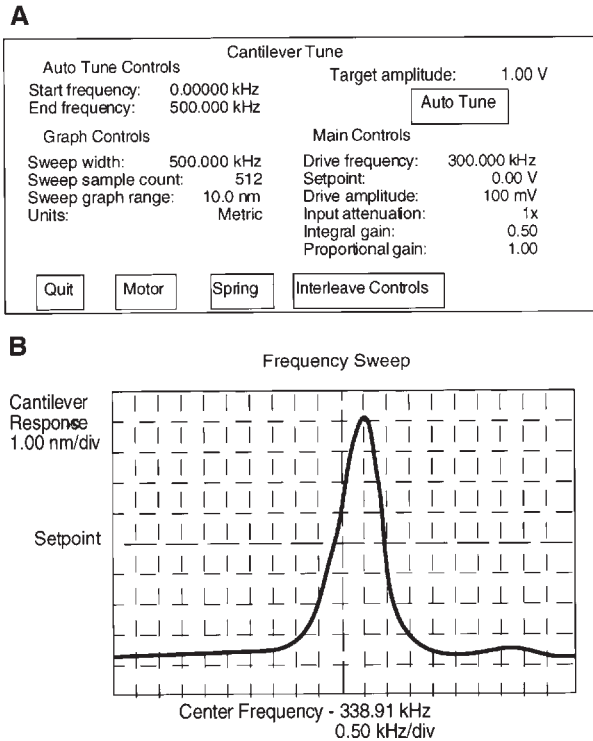 A
Cantilever Tune
Auto Tune Controls
Start frequency: 0.00000 kHz
End frequency: 500.000 kHz
Target amplitude: 1.00 V
Auto Tune
Graph Controls
Sweep width: 500.000 kHz
Sweep sample count: 512
Sweep graph range: 10.0 nm
Units: Metric
Main Controls
Drive frequency: 300.000 kHz
Setpoint: 0.00 V
Drive amplitude: 100 mV
Input attenuation: 1x
Integral gain: 0.50
Proportional gain: 1.00
Quit
Motor
Spring
Interleave Controls
B
Frequency Sweep
Cantilever
Response
1.00 nm/div
Setpoint
Center Frequency - 338.91 kHz
0.50 kHz/div